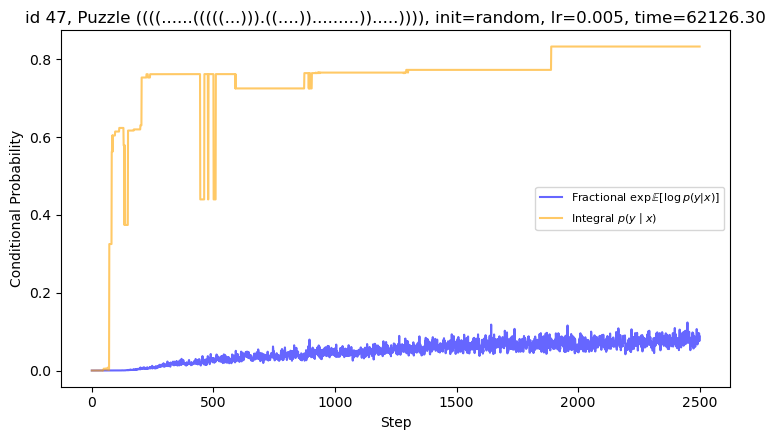 id 47, Puzzle ((((......(((((...))).((....)).........)).....)))), init=random, lr=0.005, time=62126.30
Conditional Probability
0.8
0.6
0.4
0.2
0.0
Fractional exp𝔼[log p(y|x)]
Integral p(y | x)
0
500
1000
1500
2000
2500
Step